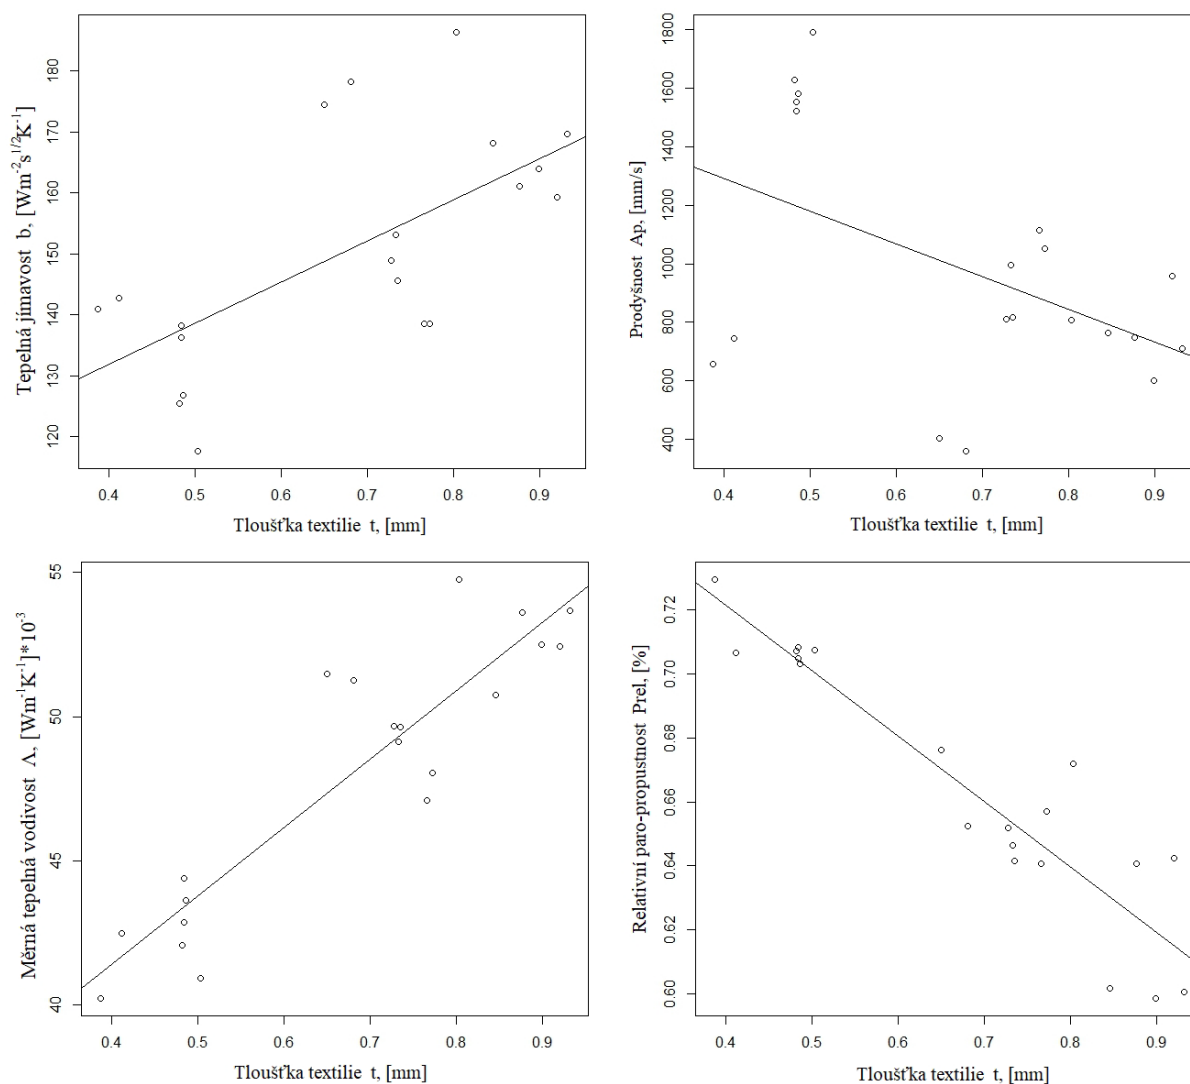 Tepelná jímavost b, [Wm-2s1/2K-1]
180
170
160
150
140
130
120
0.4 0.5 0.6 0.7 0.8 0.9
Tloušťka textilie t, [mm]
Prodyšnost Ap, [mm/s]
1800
1600
1400
1200
1000
800
600
400
0.4 0.5 0.6 0.7 0.8 0.9
Tloušťka textilie t, [mm]
Měrná tepelná vodivost Λ, [Wm-1K-1]*10-3
55
50
45
40
0.4 0.5 0.6 0.7 0.8 0.9
Tloušťka textilie t, [mm]
Relativní paro-propustnost Prel, [%]
0.72
0.70
0.68
0.66
0.64
0.62
0.60
0.4 0.5 0.6 0.7 0.8 0.9
Tloušťka textilie t, [mm]